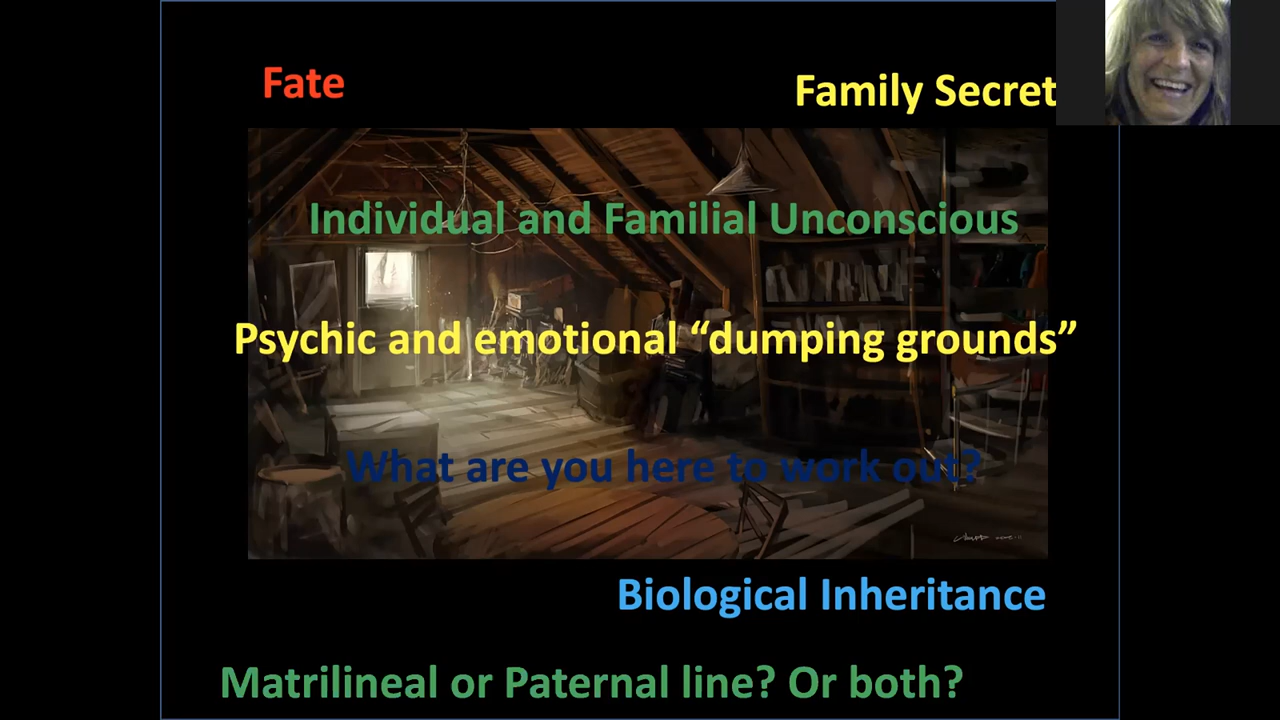 Fate
Family Secret
Individual and Familial Unconscious
Psychic and emotional “dumping grounds”
What are you here to work out?
Biological Inheritance
Matrilineal or Paternal line? Or both?